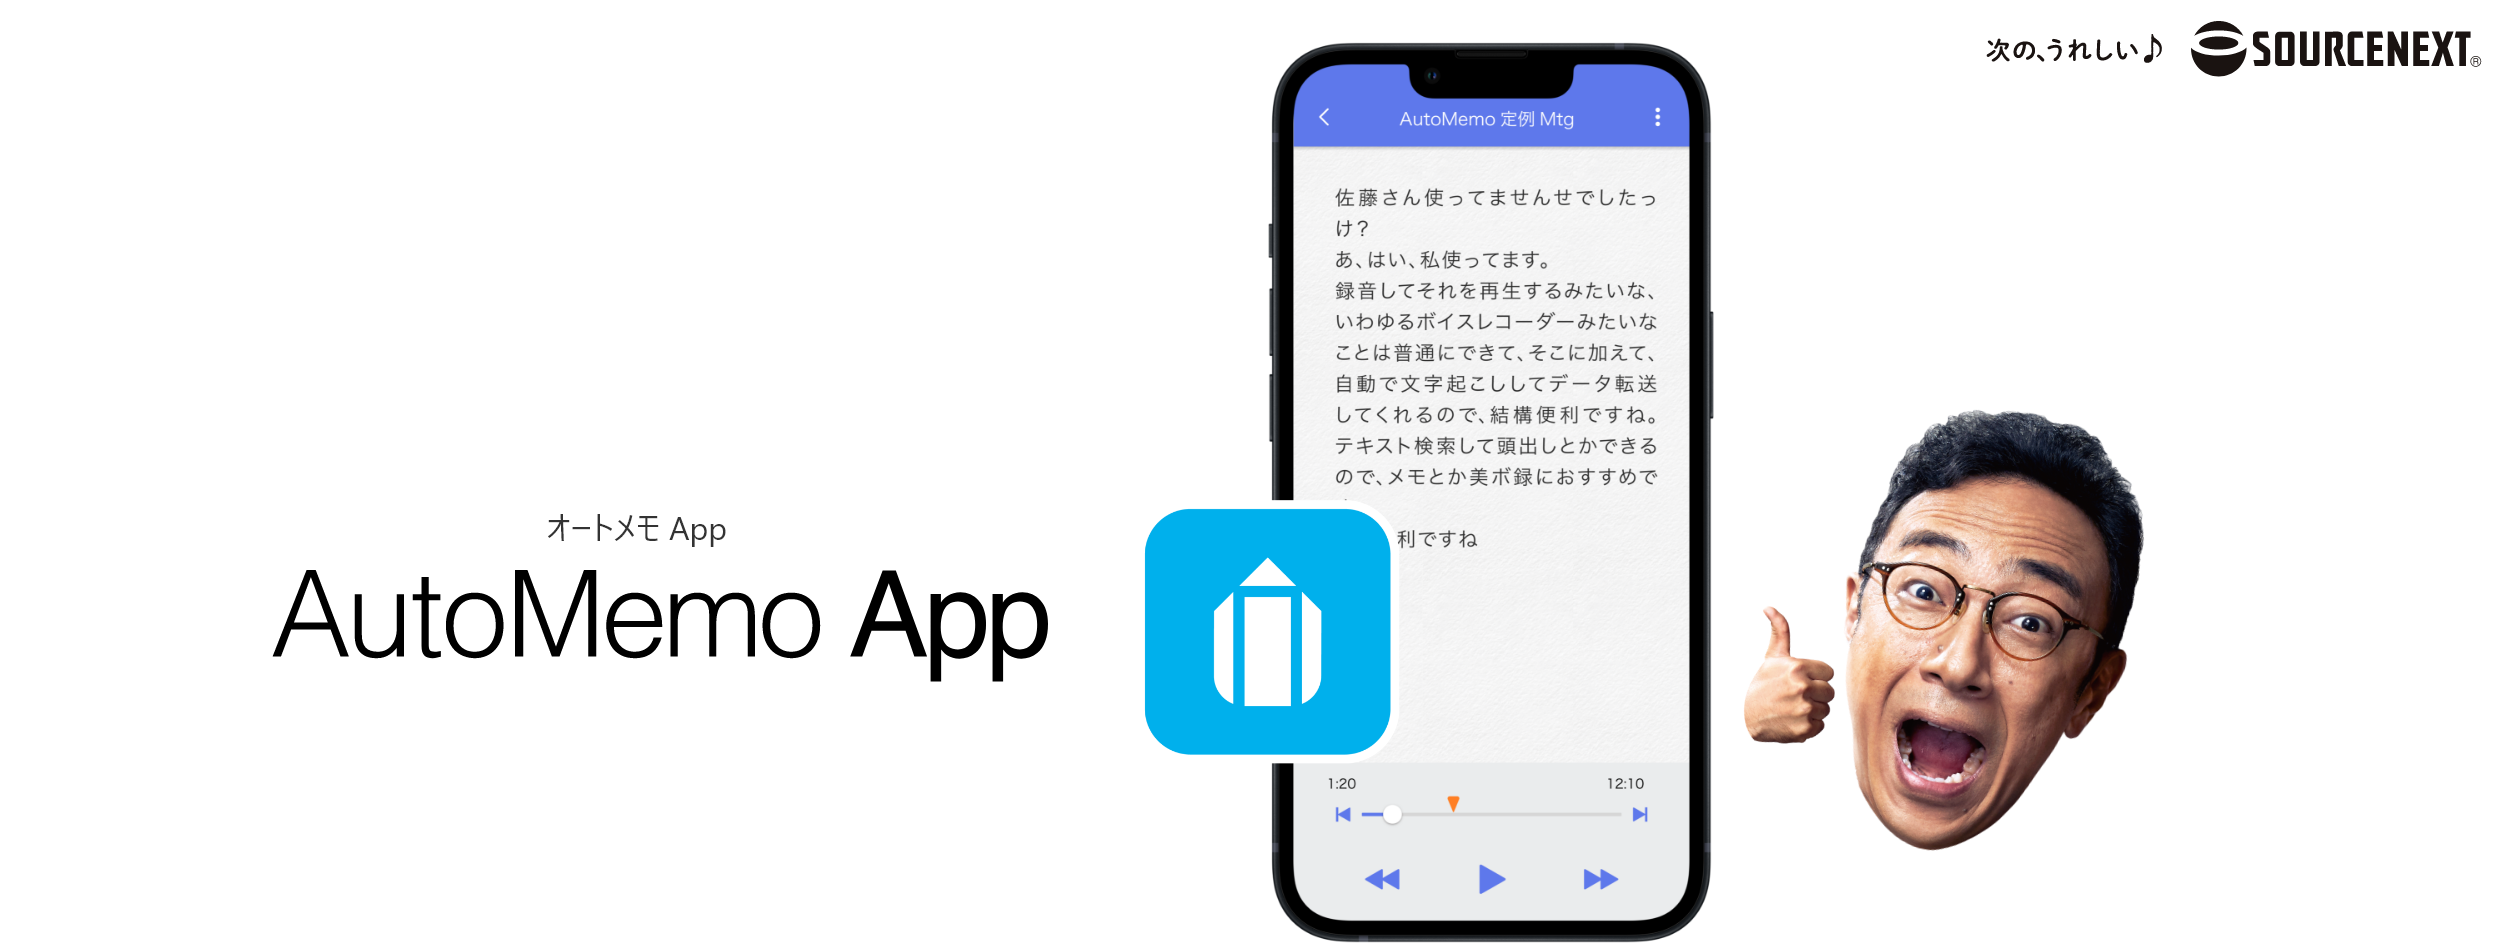 次の、うれしい♪ SOURCENEXT®
AutoMemo 定例 Mtg
佐藤さん使ってませんせでしたっ
け？
あ、はい、私使ってます。
録音してそれを再生するみたいな、
いわゆるボイスレコーダーみたいな
ことは普通にできて、そこに加えて、
自動で文字起こししてデータ転送
してくれるので、結構便利ですね。
テキスト検索して頭出しとかできる
ので、メモとか美ボ録におすすめで
利ですね
1:20
12:10
オートメモ App
AutoMemo App